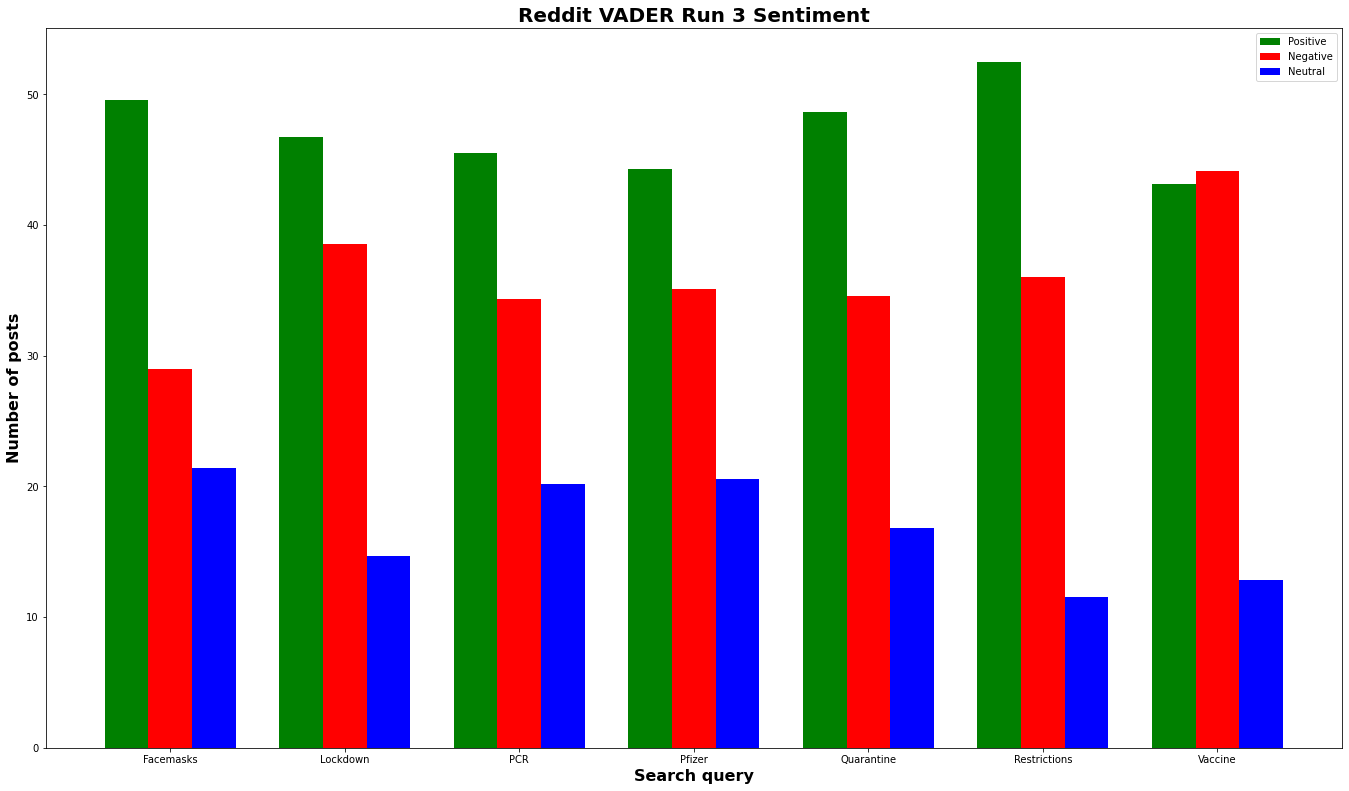 Reddit VADER Run 3 Sentiment
Positive
Negative
Neutral
Number of posts
50
40
30
20
10
0
Facemasks Lockdown PCR Pfizer Quarantine Restrictions Vaccine
Search query